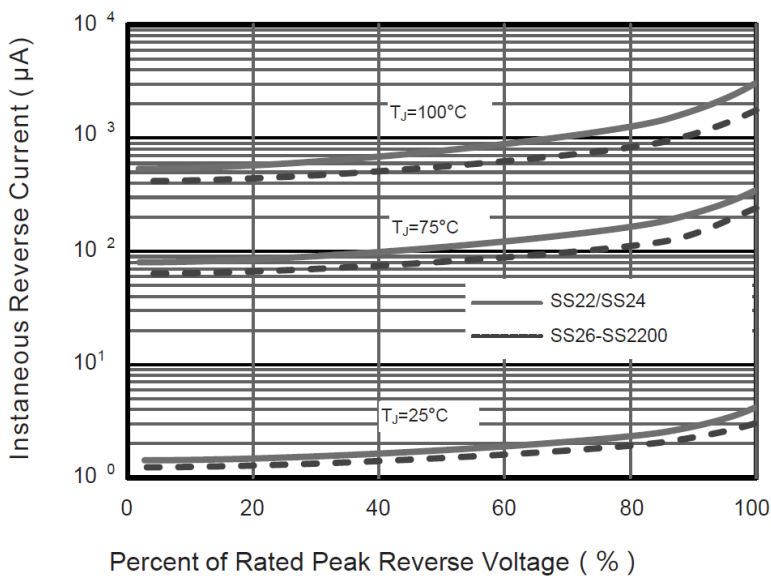 Instaneous Reverse Current ( μA)
10 4
10 3
10 2
10 1
10 0
TJ=100°C
TJ=75°C
SS22/SS24
SS26-SS2200
TJ=25°C
0 20 40 60 80 100
Percent of Rated Peak Reverse Voltage ( % )